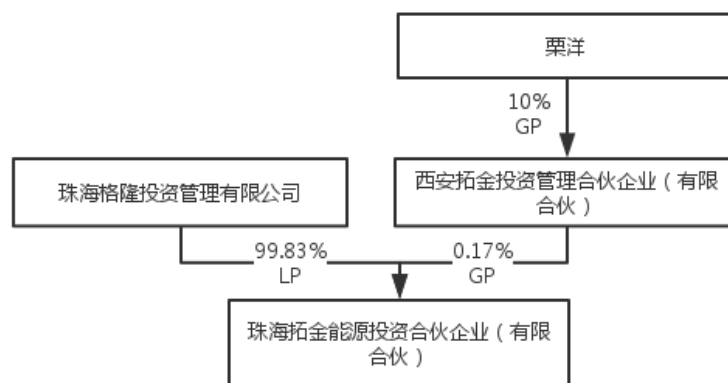 栗洋
10%
GP
珠海格隆投资管理有限公司
西安拓金投资管理合伙企业（有限
合伙）
99.83%
LP
0.17%
GP
珠海拓金能源投资合伙企业（有限
合伙）